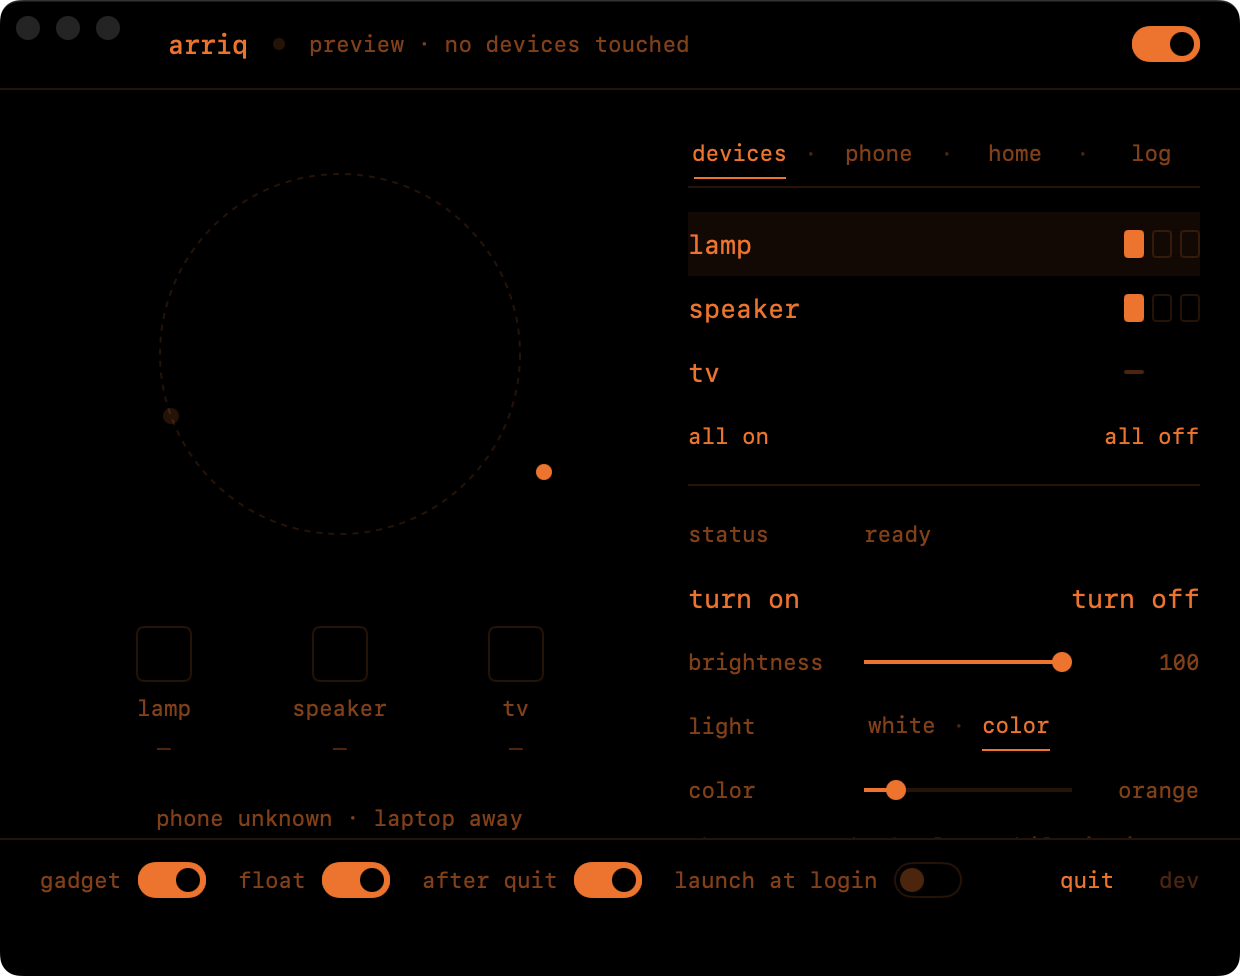 arriq preview · no devices touched
devices · phone · home · log
lamp
speaker
tv
all on all off
status ready
turn on turn off
brightness 100
light white · color
color orange
lamp speaker tv
— — —
phone unknown · laptop away
gadget float after quit launch at login quit dev